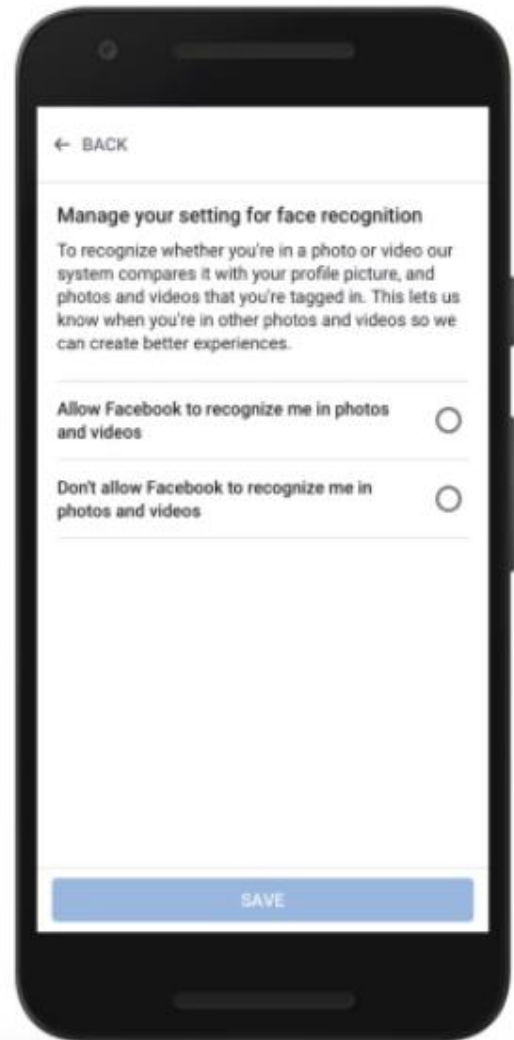 ← BACK
Manage your setting for face recognition
To recognize whether you're in a photo or video our
system compares it with your profile picture, and
photos and videos that you're tagged in. This lets us
know when you're in other photos and videos so we
can create better experiences.
Allow Facebook to recognize me in photos
and videos
Don't allow Facebook to recognize me in
photos and videos
SAVE